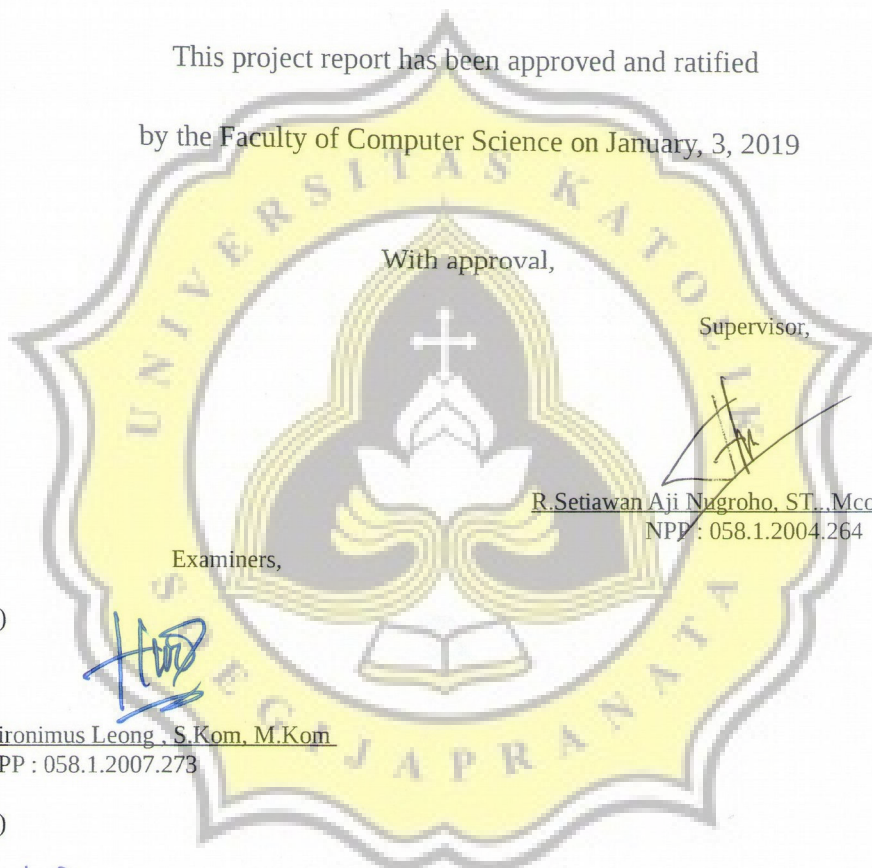 This project report has been approved and ratified
by the Faculty of Computer Science on January, 3, 2019
UNIVERSITAS KATOLIK
With approval,
Supervisor,
R.Setiawan Aji Nugroho, ST.,
NPP : 058.1.2004.264
Examiners,
)
ironimus Leong , S.Kom, M.Kom
PP : 058.1.2007.273
SOEGIJAPRANATA
)